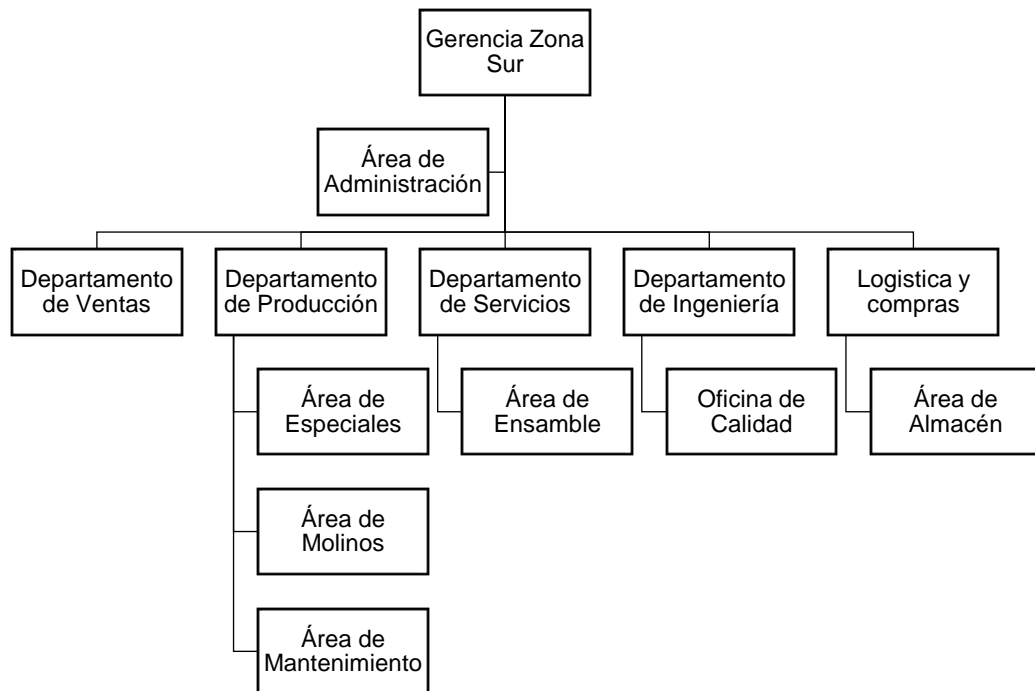 Gerencia Zona
Sur
Área de
Administración
Departamento
de Ventas
Departamento
de Producción
Departamento
de Servicios
Departamento
de Ingeniería
Logistica y
compras
Área de
Especiales
Área de
Ensamble
Oficina de
Calidad
Área de
Almacén
Área de
Molinos
Área de
Mantenimiento